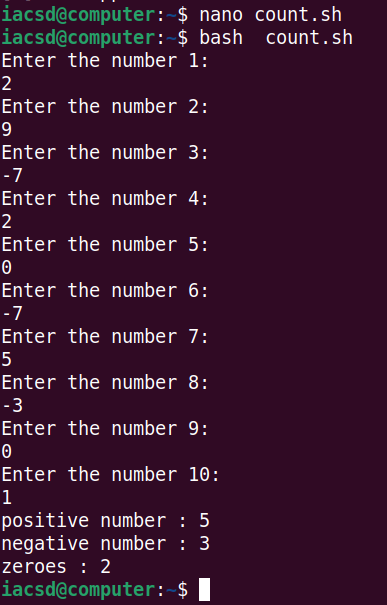 iacsd@computer:~$ nano count.sh
iacsd@computer:~$ bash  count.sh
Enter the number 1:
2
Enter the number 2:
9
Enter the number 3:
-7
Enter the number 4:
2
Enter the number 5:
0
Enter the number 6:
-7
Enter the number 7:
5
Enter the number 8:
-3
Enter the number 9:
0
Enter the number 10:
1
positive number : 5
negative number : 3
zeroes : 2
iacsd@computer:~$